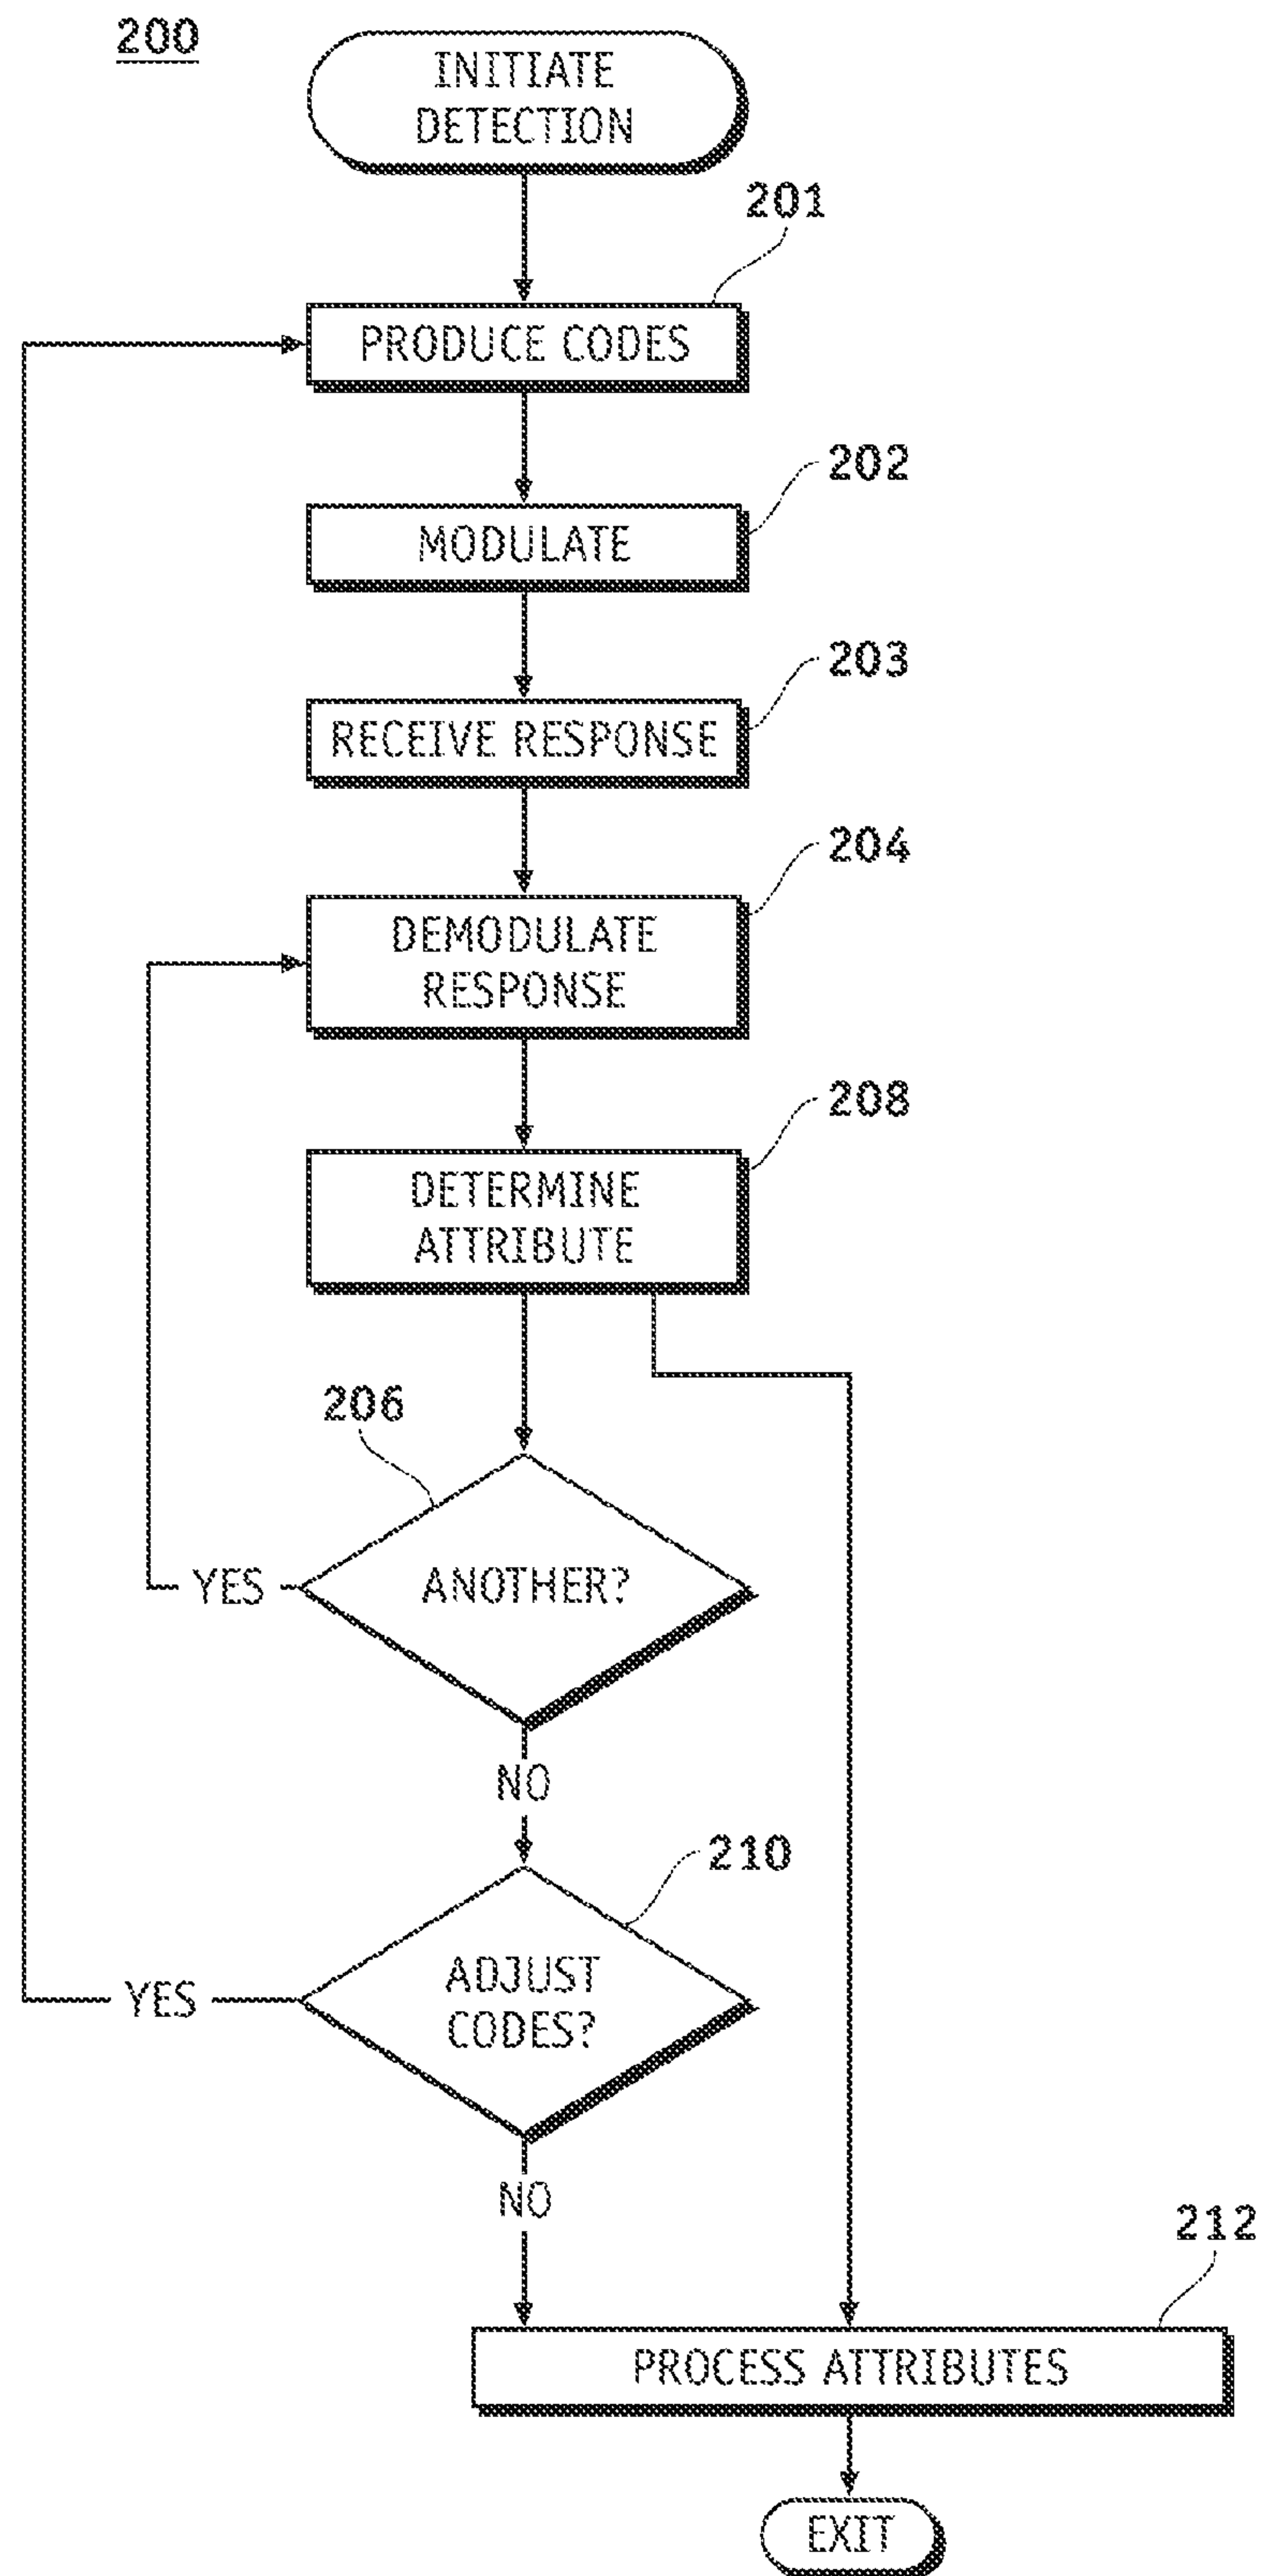 200
INITIATE
DETECTION
201
PRODUCE CODES
202
MODULATE
203
RECEIVE RESPONSE
204
DEMODULATE
RESPONSE
208
DETERMINE
ATTRIBUTE
206
ANOTHER?
YES
NO
210
ADJUST
CODES?
YES
NO
212
PROCESS ATTRIBUTES
EXIT